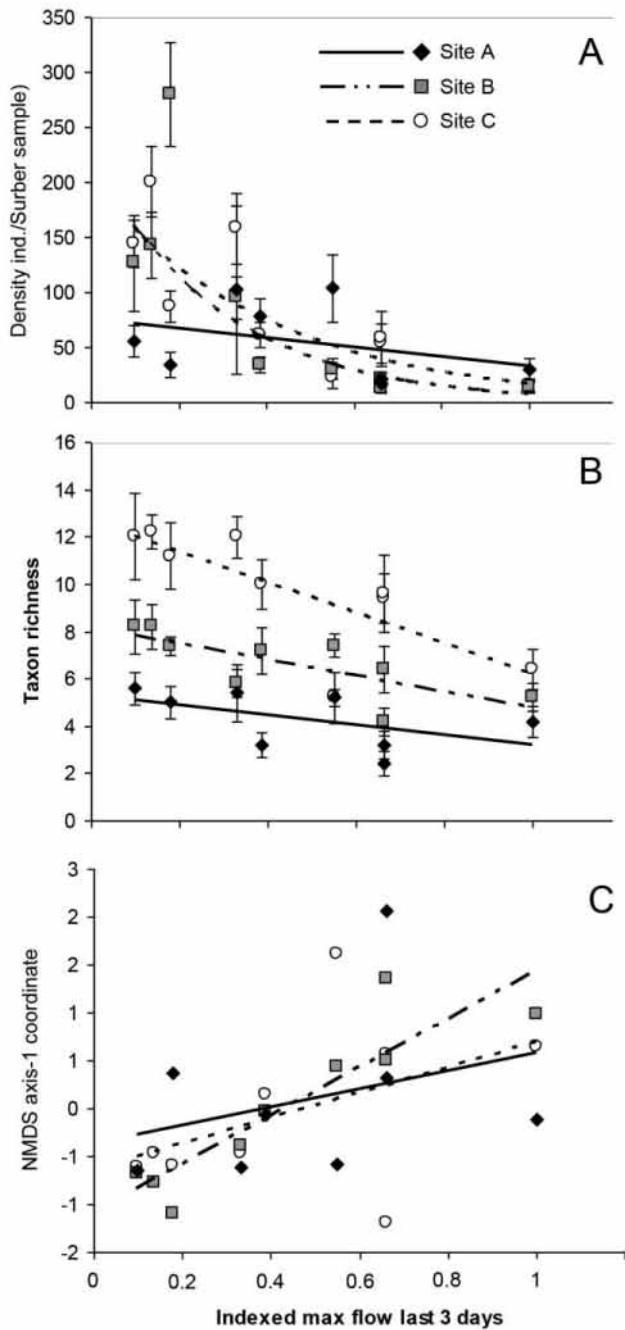 A
Site A
Site B
Site C
Density ind./Surber sample)
350
300
250
200
150
100
50
0
B
Taxon richness
16
14
12
10
8
6
4
2
0
C
NMDS axis-1 coordinate
3
2
2
1
1
0
-1
-1
-2
0 0.2 0.4 0.6 0.8 1
Indexed max flow last 3 days